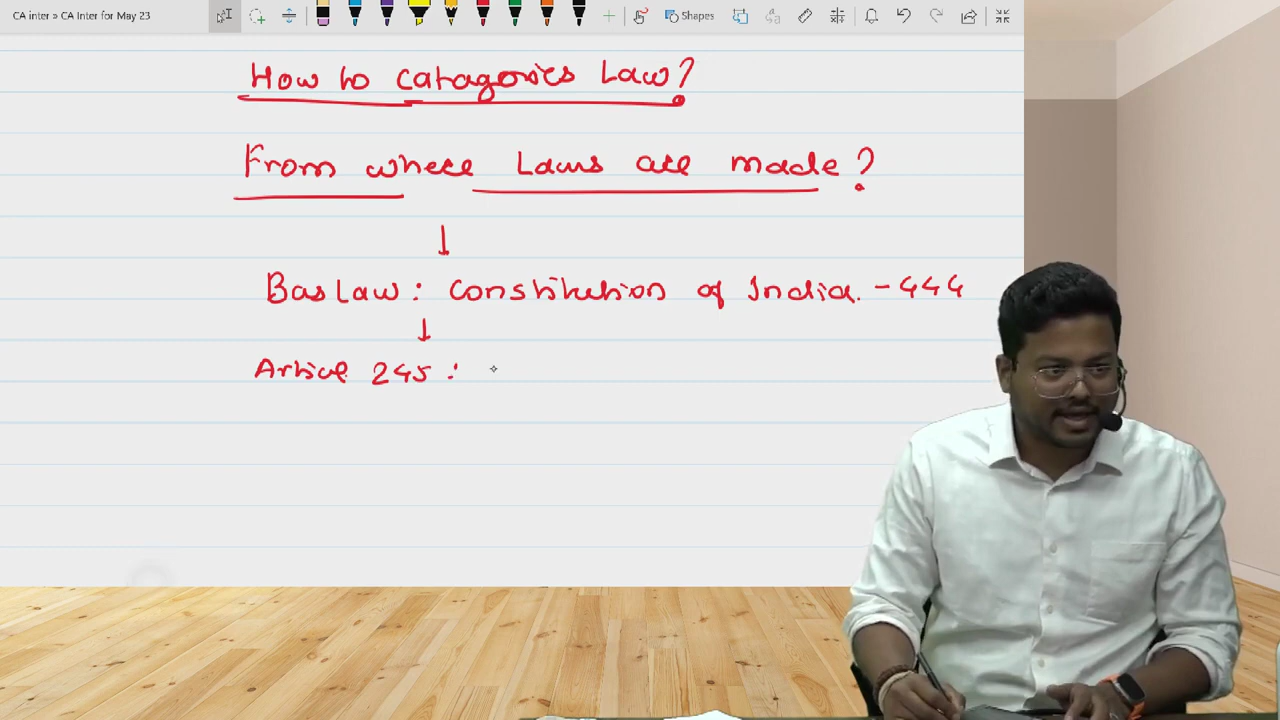 CA inter » CA Inter for May 23
Shapes
How to catagories Law?
From where Laws are made?
Bas Law: Constitution of India. - 444
Article 245 :